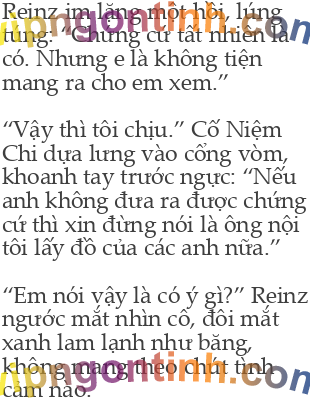 Reinz im lặng một hồi, lúng
túng: “Chứng cứ tất nhiên là
có. Nhưng e là không tiện
mang ra cho em xem.”
“Vậy thì tôi chịu.” Cố Niệm
Chi dựa lưng vào cổng vòm,
khoanh tay trước ngực: “Nếu
anh không đưa ra được chứng
cứ thì xin đừng nói là ông nội
tôi lấy đồ của các anh nữa.”
“Em nói vậy là có ý gì?” Reinz
ngước mắt nhìn cô, đôi mắt
xanh lam lạnh như băng,
không mang theo chút tình
cảm nào.
vipngontinh.com
vipngontinh.com